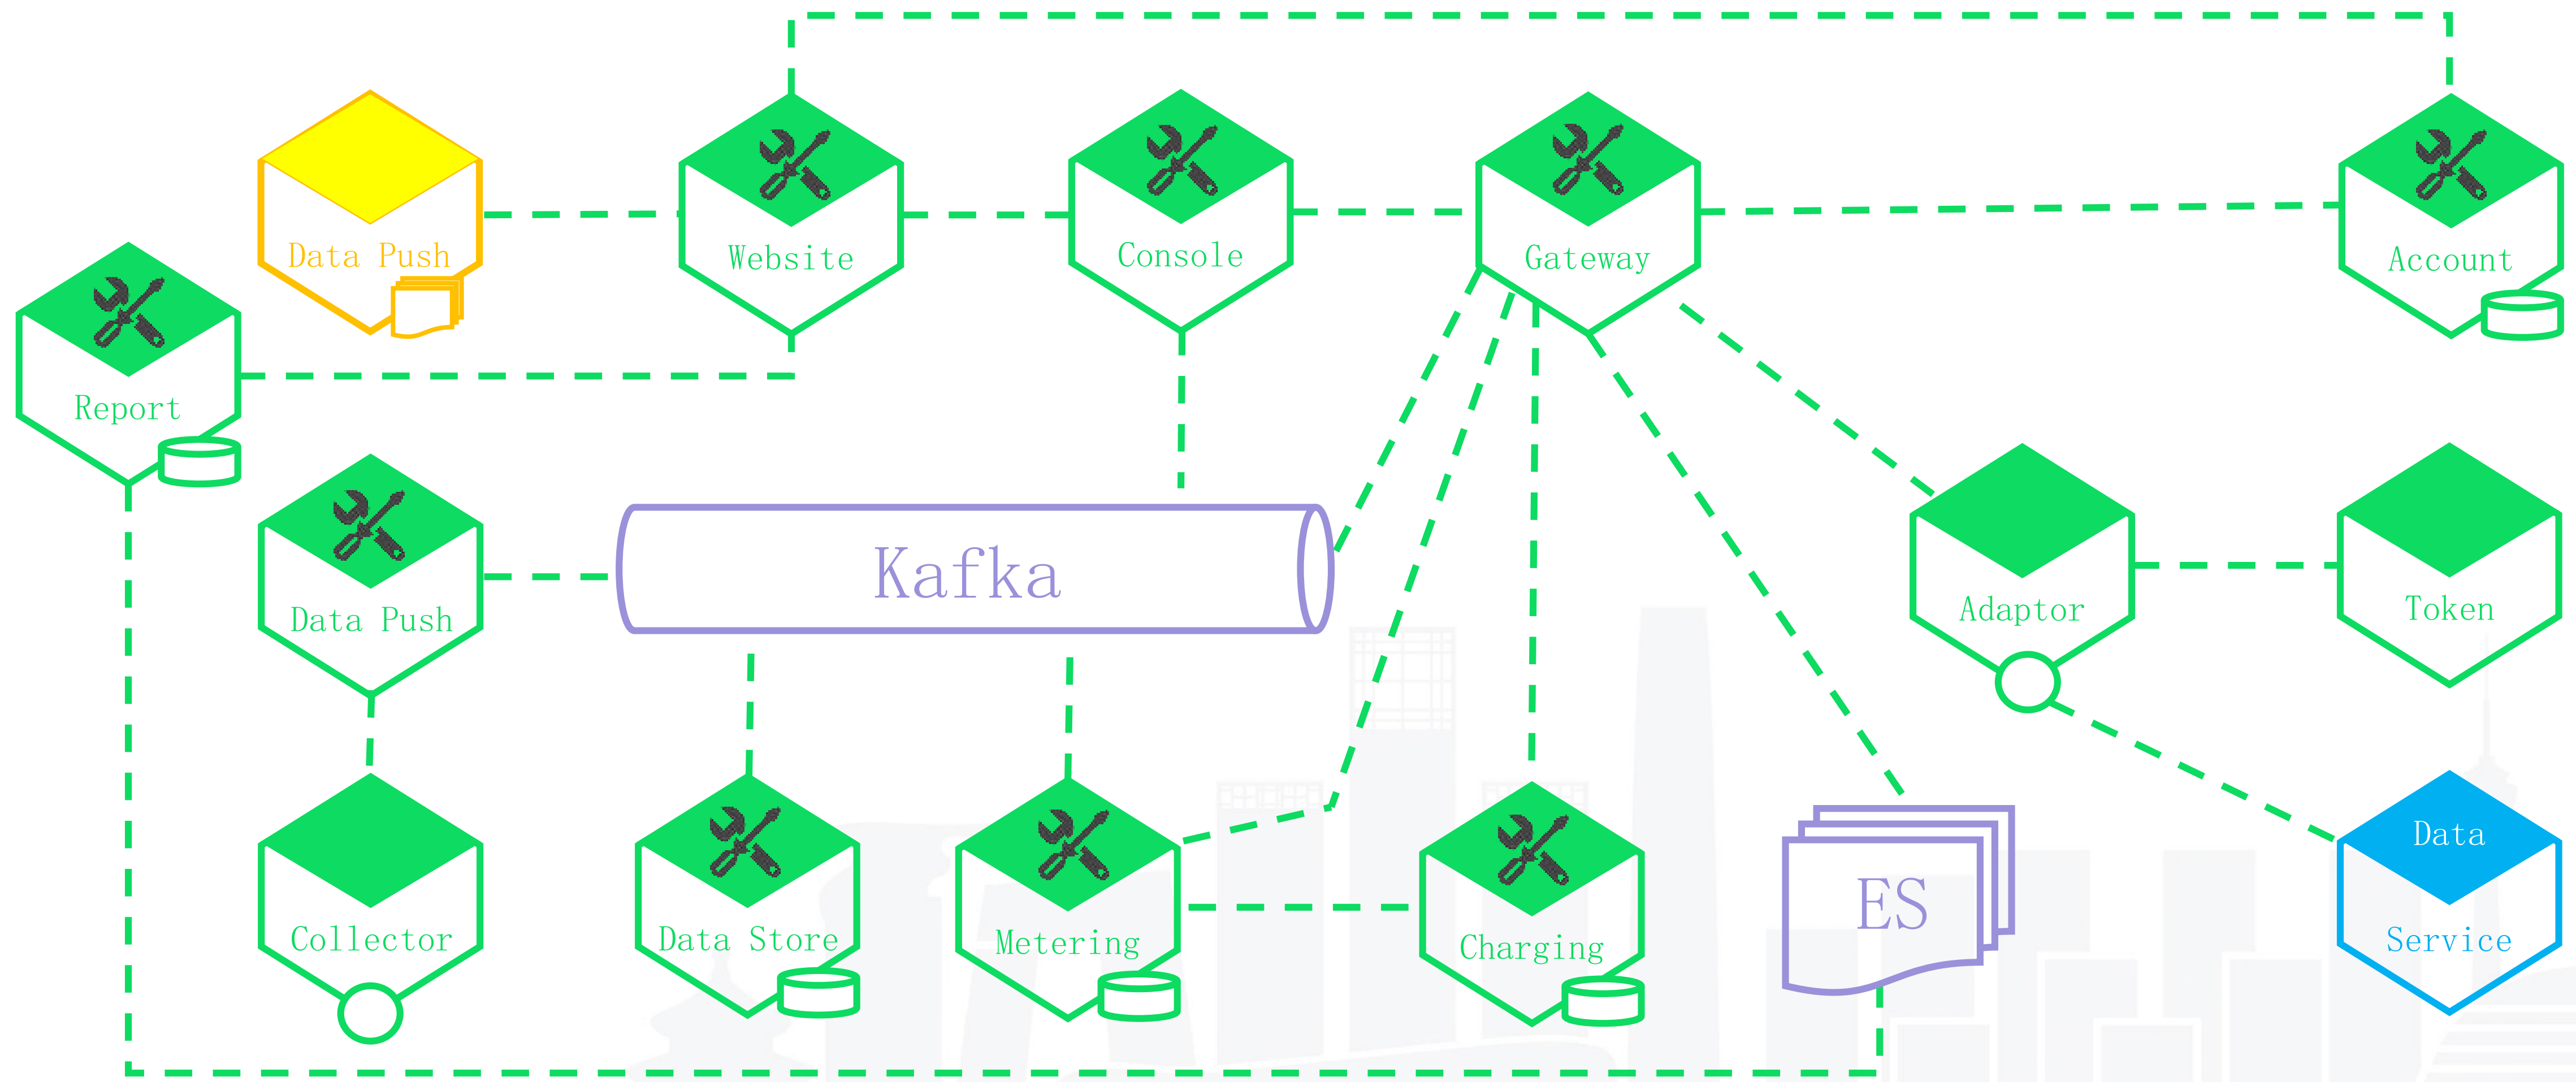 Data Push
Website
Console
Gateway
Account
Report
Kafka
Data Push
Adaptor
Token
Collector
Data Store
Metering
Charging
ES
Data
Service